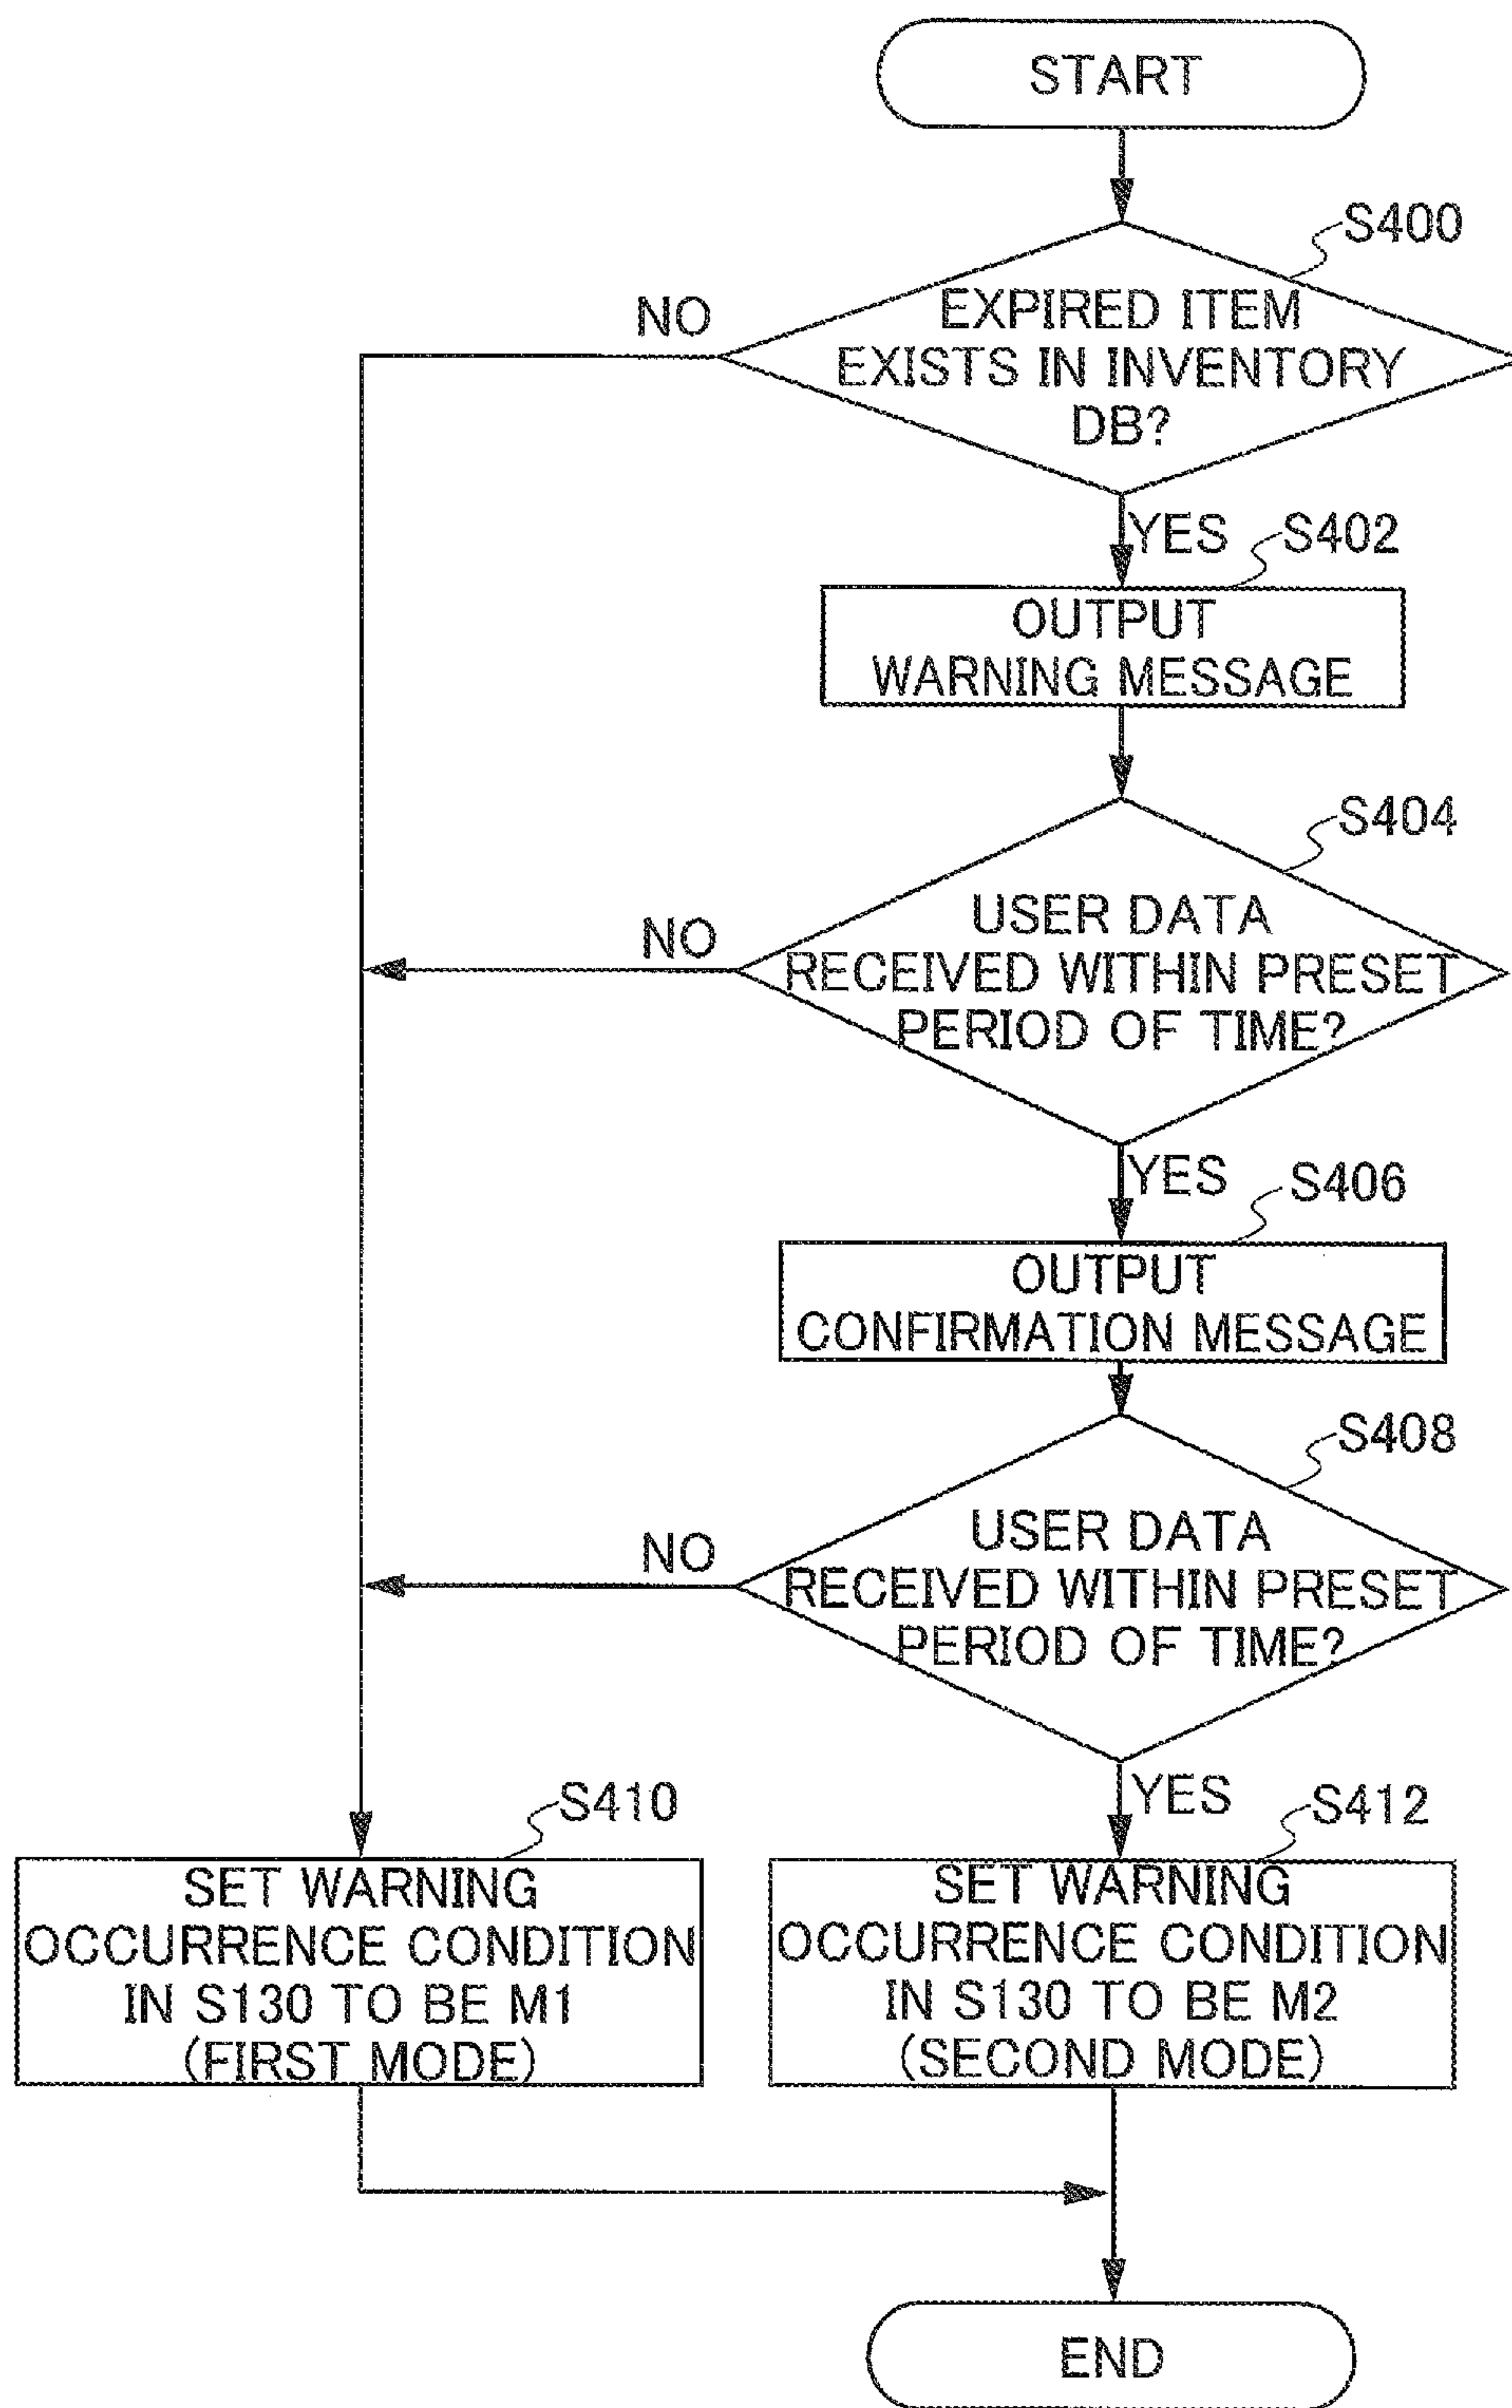 START
S400
NO
EXPIRED ITEM
EXISTS IN INVENTORY
DB?
YES
S402
OUTPUT
WARNING MESSAGE
S404
NO
USER DATA
RECEIVED WITHIN PRESET
PERIOD OF TIME?
YES
S406
OUTPUT
CONFIRMATION MESSAGE
S408
NO
USER DATA
RECEIVED WITHIN PRESET
PERIOD OF TIME?
YES
S410
SET WARNING
OCCURRENCE CONDITION
IN S130 TO BE M1
(FIRST MODE)
S412
SET WARNING
OCCURRENCE CONDITION
IN S130 TO BE M2
(SECOND MODE)
END